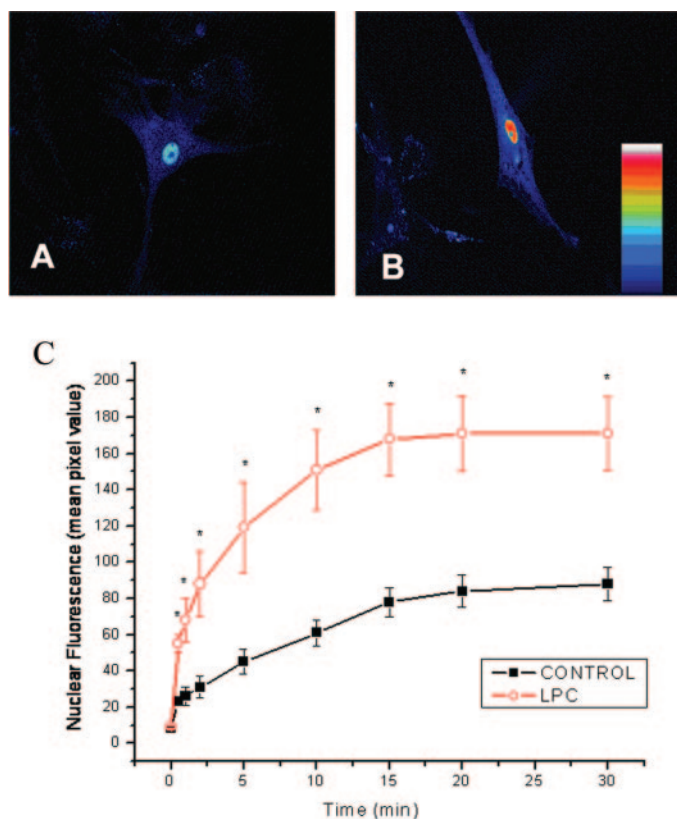 A
B
C
Nuclear Fluorescence (mean pixel value)
200
180
160
140
120
100
80
60
40
20
0
* * * * * * * *
CONTROL
LPC
0 5 10 15 20 25 30
Time (min)